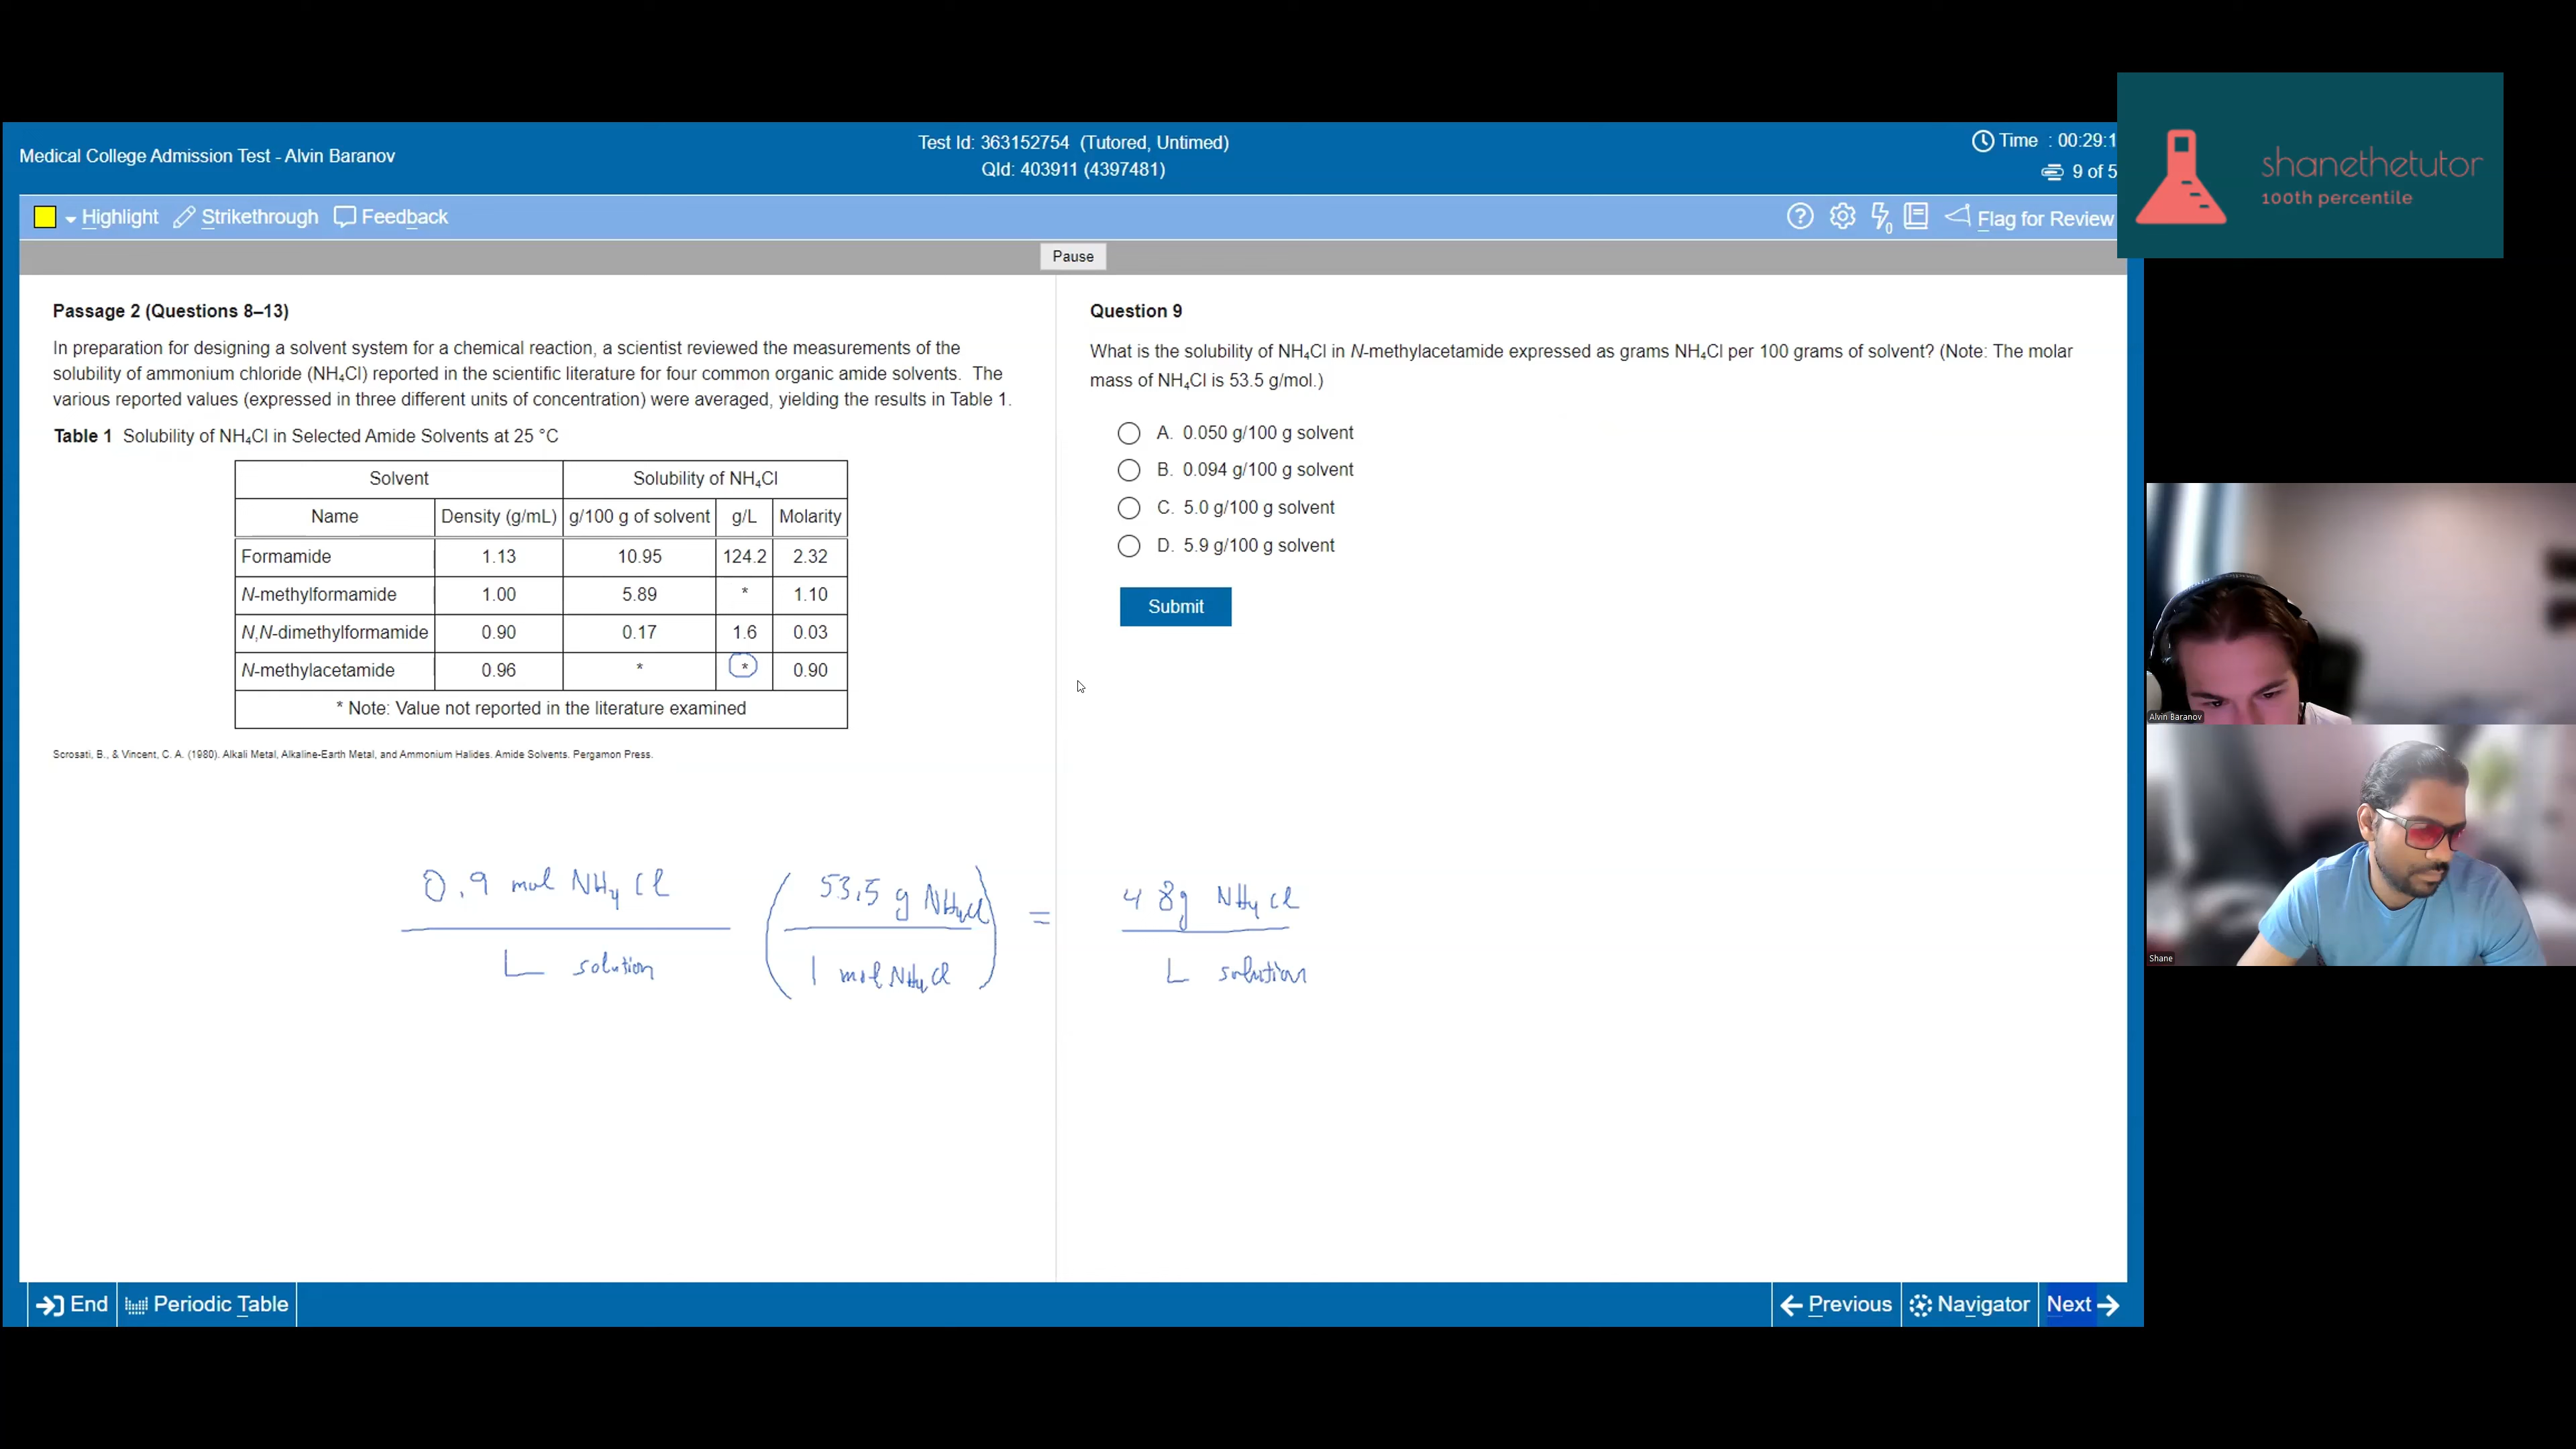 shanethetutor
100th percentile
Medical College Admission Test - Alvin Baranov
Test Id: 363152754 (Tutored, Untimed)
QId: 403911 (4397481)
Time : 00:29:1
9 of 5
Highlight Strikethrough Feedback
Flag for Review
Pause
Passage 2 (Questions 8–13)
In preparation for designing a solvent system for a chemical reaction, a scientist reviewed the measurements of the
solubility of ammonium chloride (NH₄Cl) reported in the scientific literature for four common organic amide solvents. The
various reported values (expressed in three different units of concentration) were averaged, yielding the results in Table 1.
Table 1 Solubility of NH₄Cl in Selected Amide Solvents at 25 °C
Solvent Solubility of NH₄Cl
Name Density (g/mL) g/100 g of solvent g/L Molarity
Formamide 1.13 10.95 124.2 2.32
N-methylformamide 1.00 5.89 * 1.10
N,N-dimethylformamide 0.90 0.17 1.6 0.03
N-methylacetamide 0.96 * * 0.90
* Note: Value not reported in the literature examined
Scrosati, B., & Vincent, C. A. (1980). Alkali Metal, Alkaline-Earth Metal, and Ammonium Halides. Amide Solvents. Pergamon Press.
Question 9
What is the solubility of NH₄Cl in N-methylacetamide expressed as grams NH₄Cl per 100 grams of solvent? (Note: The molar
mass of NH₄Cl is 53.5 g/mol.)
A. 0.050 g/100 g solvent
B. 0.094 g/100 g solvent
C. 5.0 g/100 g solvent
D. 5.9 g/100 g solvent
Submit
0.9 mol NH₄Cl
L solution
( 53.5 g NH₄Cl
1 mol NH₄Cl ) =
48g NH₄Cl
L solution
Alvin Baranov
Shane
End Periodic Table
Previous Navigator Next